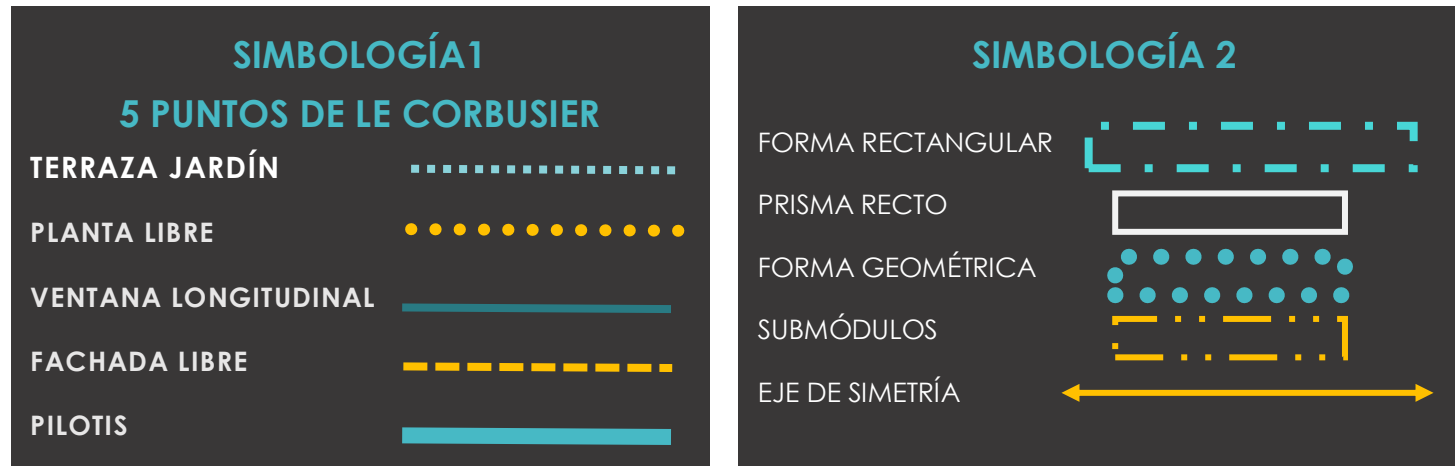 SIMBOLOGÍA1
5 PUNTOS DE LE CORBUSIER
TERRAZA JARDÍN
PLANTA LIBRE
VENTANA LONGITUDINAL
FACHADA LIBRE
PILOTIS
SIMBOLOGÍA 2
FORMA RECTANGULAR
PRISMA RECTO
FORMA GEOMÉTRICA
SUBMÓDULOS
EJE DE SIMETRÍA